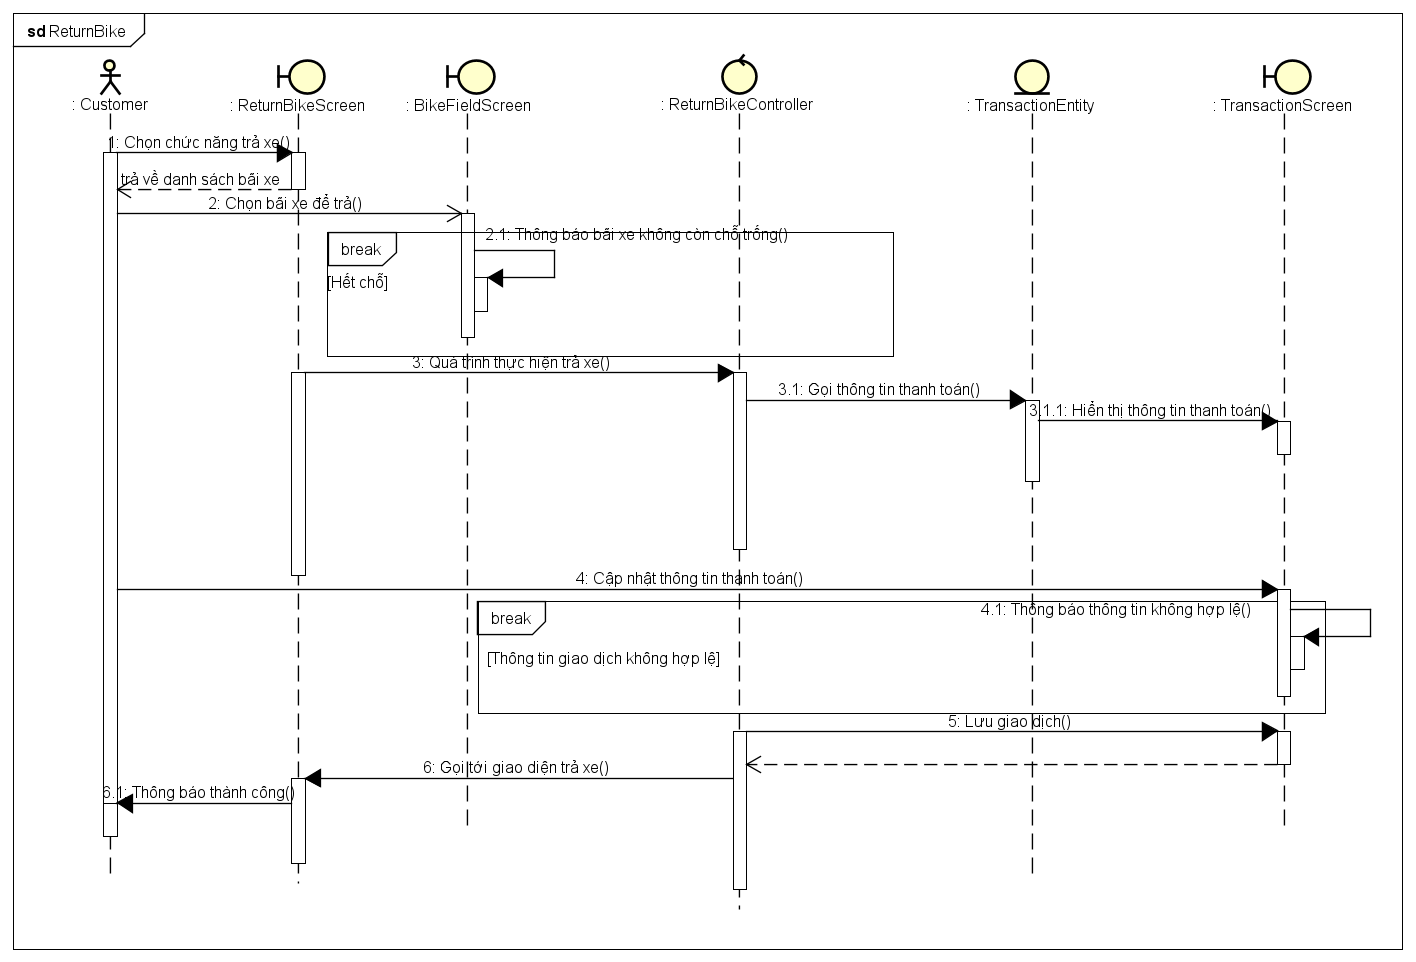 sd ReturnBike
: Customer
: ReturnBikeScreen
: BikeFieldScreen
: ReturnBikeController
: TransactionEntity
: TransactionScreen
1: Chọn chức năng trả xe()
trả về danh sách bãi xe
2: Chọn bãi xe để trả()
break
2.1: Thông báo bãi xe không còn chỗ trống()
[Hết chỗ]
3: Quá trình thực hiện trả xe()
3.1: Gọi thông tin thanh toán()
3.1.1: Hiển thị thông tin thanh toán()
4: Cập nhật thông tin thanh toán()
break
4.1: Thông báo thông tin không hợp lệ()
[Thông tin giao dịch không hợp lệ]
5: Lưu giao dịch()
6: Gọi tới giao diện trả xe()
6.1: Thông báo thành công()